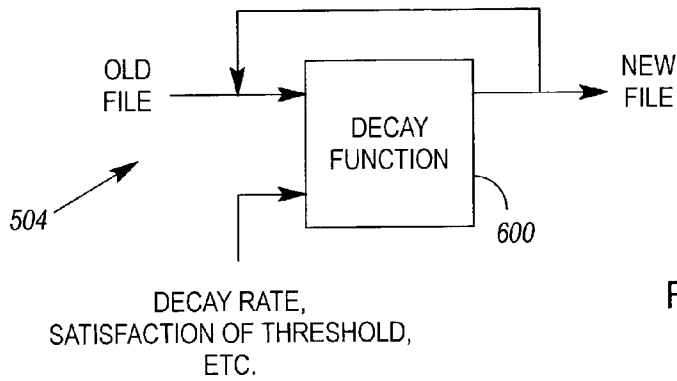 OLD
FILE
NEW
FILE
DECAY
FUNCTION
504
600
DECAY RATE,
SATISFACTION OF THRESHOLD,
ETC.
F